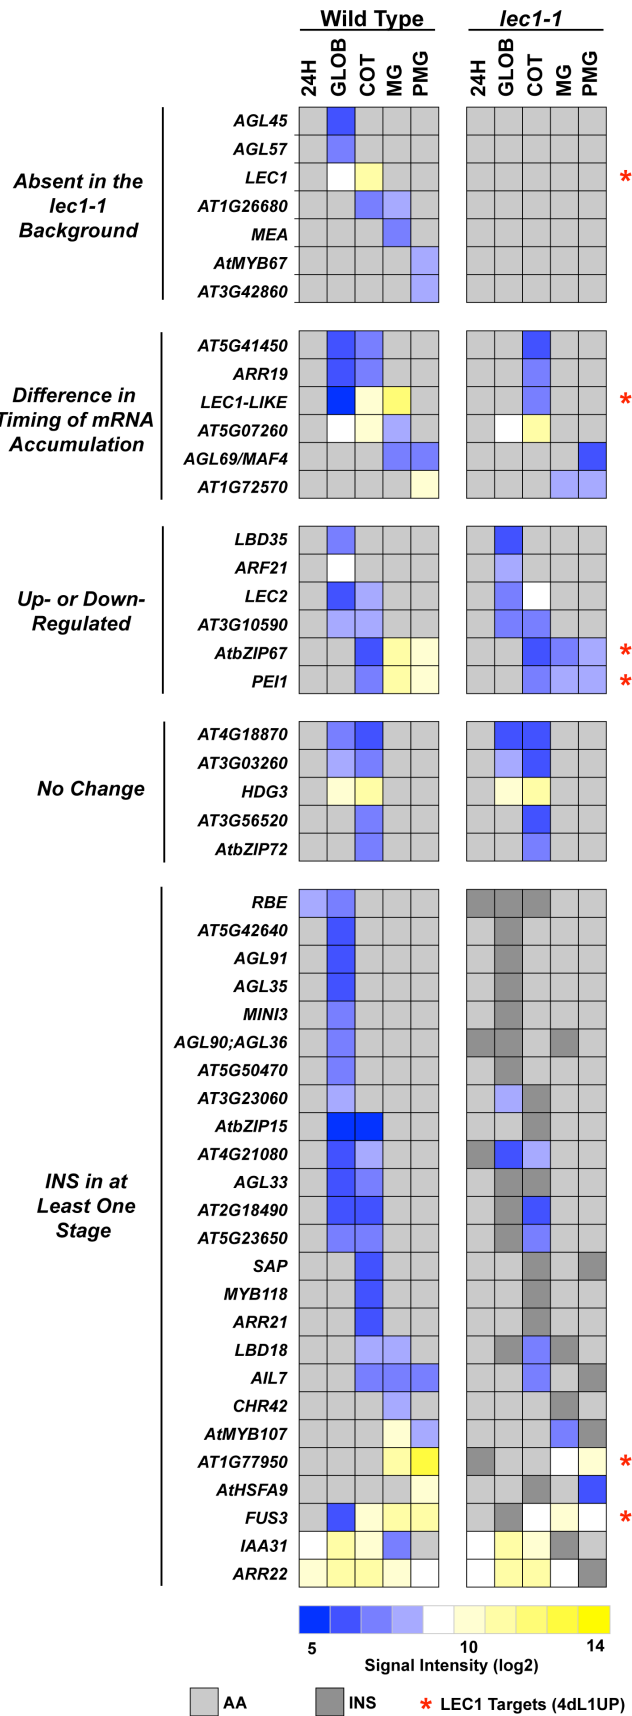 Wild Type lec1-1
24H GLOB COT MG PMG 24H GLOB COT MG PMG
Absent in the
lec1-1
Background
AGL45
AGL57
LEC1 *
AT1G26680
MEA
AtMYB67
AT3G42860
Difference in
Timing of mRNA
Accumulation
AT5G41450
ARR19
LEC1-LIKE *
AT5G07260
AGL69/MAF4
AT1G72570
Up- or Down-
Regulated
LBD35
ARF21
LEC2
AT3G10590
AtbZIP67 *
PEI1 *
No Change
AT4G18870
AT3G03260
HDG3
AT3G56520
AtbZIP72
INS in at
Least One
Stage
RBE
AT5G42640
AGL91
AGL35
MINI3
AGL90;AGL36
AT5G50470
AT3G23060
AtbZIP15
AT4G21080
AGL33
AT2G18490
AT5G23650
SAP
MYB118
ARR21
LBD18
AIL7
CHR42
AtMYB107
AT1G77950 *
AtHSFA9
FUS3 *
IAA31
ARR22
5 10 14
Signal Intensity (log2)
AA INS * LEC1 Targets (4dL1UP)